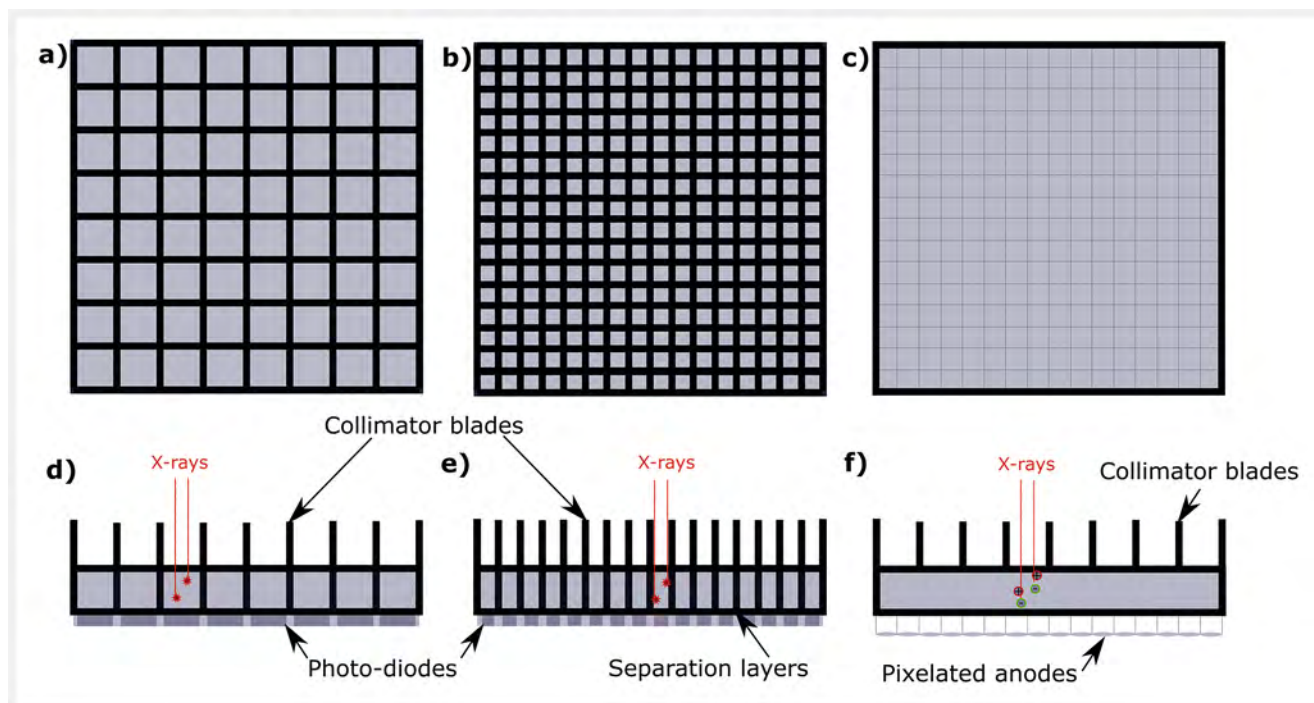 a)
b)
c)
Collimator blades
d)
X-rays
e)
X-rays
f)
X-rays
Collimator blades
Photo-diodes
Separation layers
Pixelated anodes